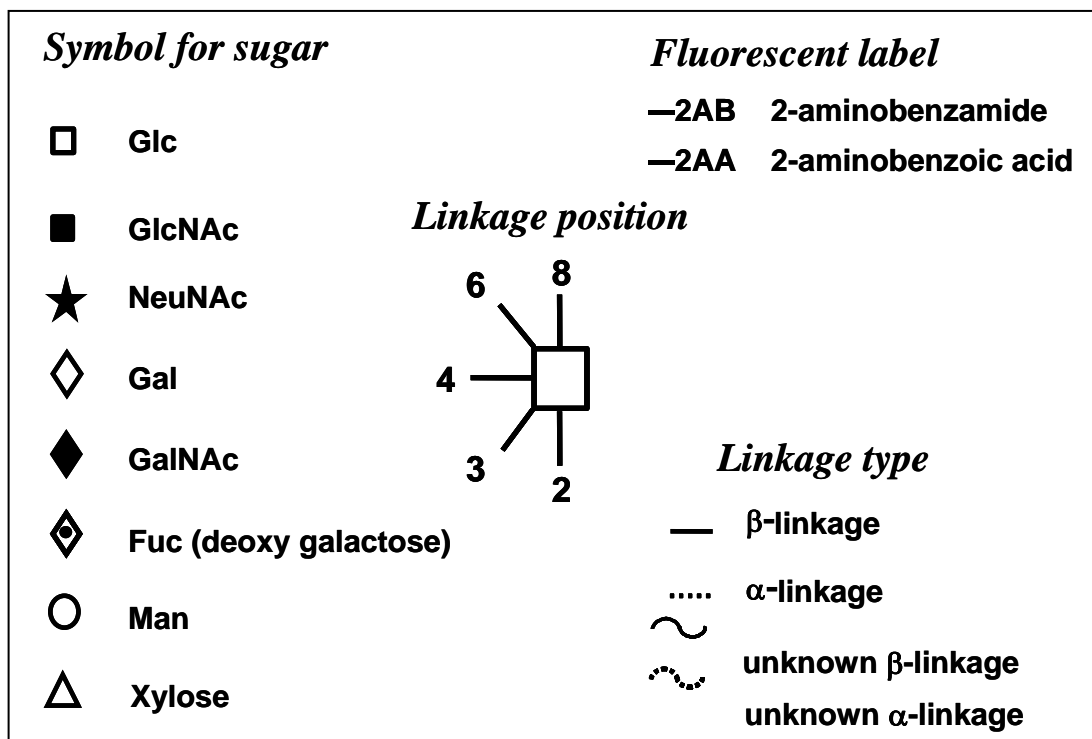 Symbol for sugar
Glc
GlcNAc
NeuNAc
Gal
GalNAc
Fuc (deoxy galactose)
Man
Xylose
Fluorescent label
—2AB 2-aminobenzamide
—2AA 2-aminobenzoic acid
Linkage position
8
6
4
3
2
Linkage type
β-linkage
α-linkage
unknown β-linkage
unknown α-linkage